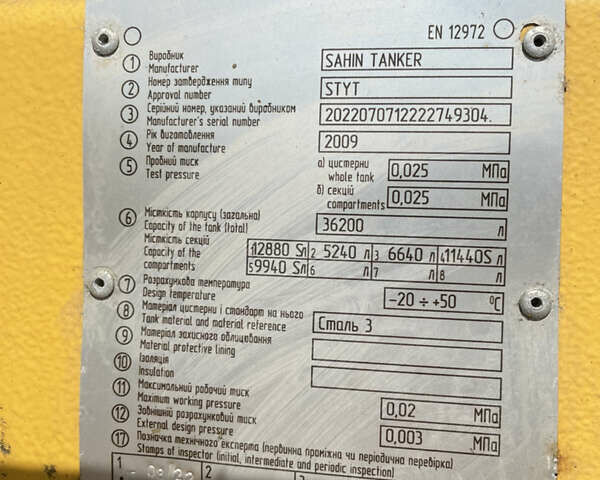 EN 12972
1 Виробник SAHIN TANKER
Manufacturer
2 Номер затвердження типу STYT
Approval number
3 Серійний номер, указаний виробником 2022070712222749304.
Manufacturer's serial number
4 Рік виготовлення 2009
Year of manufacture
5 Пробний тиск а) цистерни 0,025 МПа
Test pressure whole tank
б) секцій 0,025 МПа
compartments
6 Місткість корпусу (загальна) 36200 л
Capacity of the tank (total)
Місткість секцій 1 12880 Sл 2 5240 л 3 6640 л 4 11440S л
Capacity of the compartments 5 9940 Sл 6 л 7 л 8 л
7 Розрахункова температура -20 ÷ +50 °C
Design temperature
8 Матеріал цистерни і стандарт на нього Сталь 3
Tank material and material reference
9 Матеріал захисного облицювання
Material protective lining
10 Ізоляція
Insulation
11 Максимальний робочий тиск 0,02 МПа
Maximum working pressure
12 Зовнішній розрахунковий тиск 0,003 МПа
External design pressure
17 Позначка технічного експерта (первинна проміжна чи періодична перевірка)
Stamps of inspector (initial, intermediate and periodic inspection)
1 2